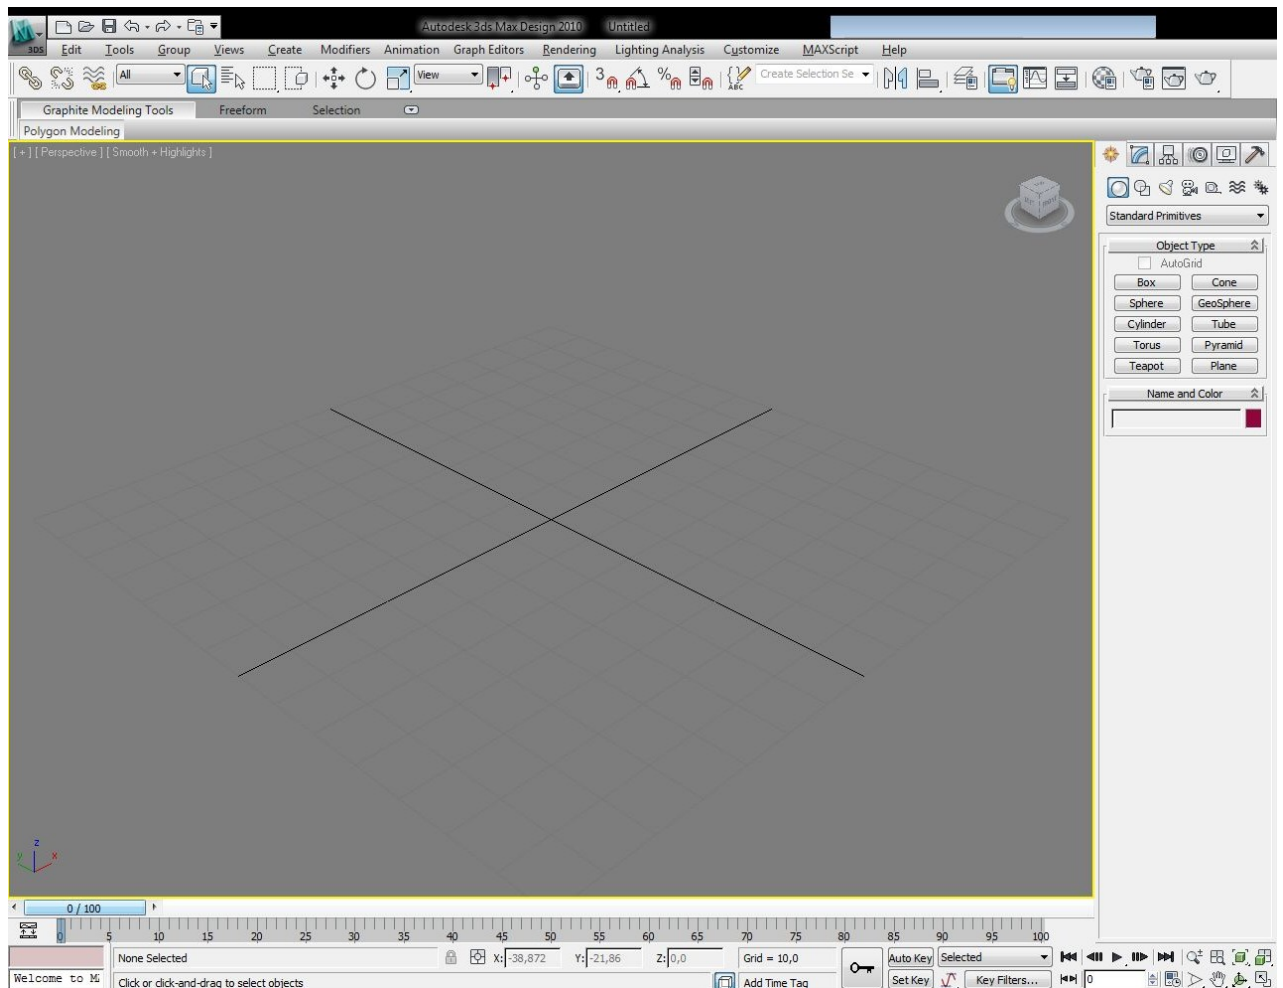 Autodesk 3ds Max Design 2010 Untitled
3DS Edit Tools Group Views Create Modifiers Animation Graph Editors Rendering Lighting Analysis Customize MAXScript Help
All View 3 % ABC Create Selection Se
Graphite Modeling Tools Freeform Selection
Polygon Modeling
[ + ] [ Perspective ] [ Smooth + Highlights ]
Standard Primitives
Object Type
AutoGrid
Box Cone
Sphere GeoSphere
Cylinder Tube
Torus Pyramid
Teapot Plane
Name and Color
z
y x
0 / 100
0 5 10 15 20 25 30 35 40 45 50 55 60 65 70 75 80 85 90 95 100
None Selected X: -38,872 Y: -21,86 Z: 0,0 Grid = 10,0 Auto Key Selected
Welcome to M Click or click-and-drag to select objects Add Time Tag Set Key Key Filters... 0